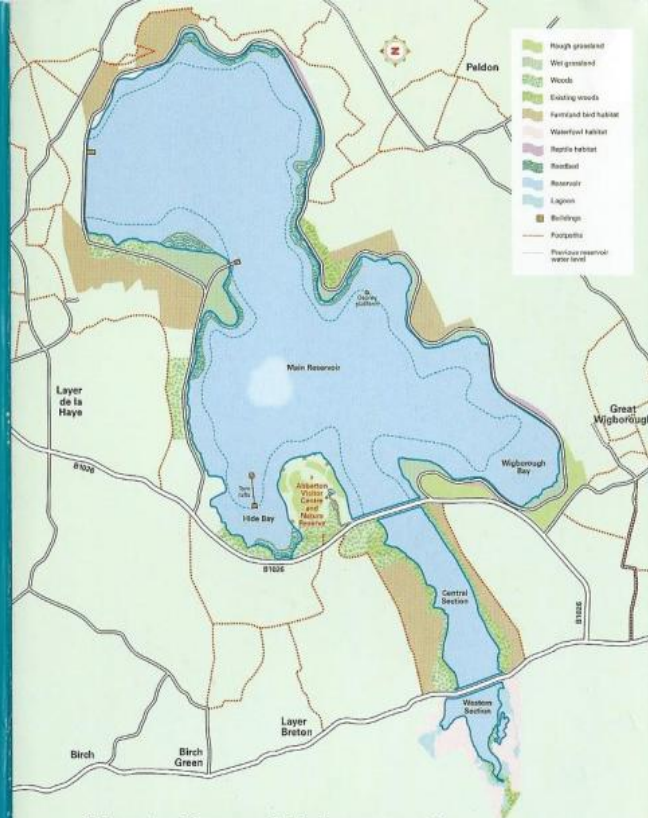 Peldon
Rough grassland
Wet grassland
Woods
Existing woods
Farmland bird habitat
Waterfowl habitat
Reptile habitat
Reedbed
Reservoir
Lagoon
Buildings
Footpaths
Previous reservoir
water level
N
Osprey
platform
Main Reservoir
Layer
de la
Haye
Great
Wigborough
B1026
Wigborough
Bay
Tern
rafts
Abberton
Visitor
Centre
and
Nature
Reserve
Hide Bay
B1026
Central
Section
B1026
Western
Section
Layer
Breton
Birch
Birch
Green